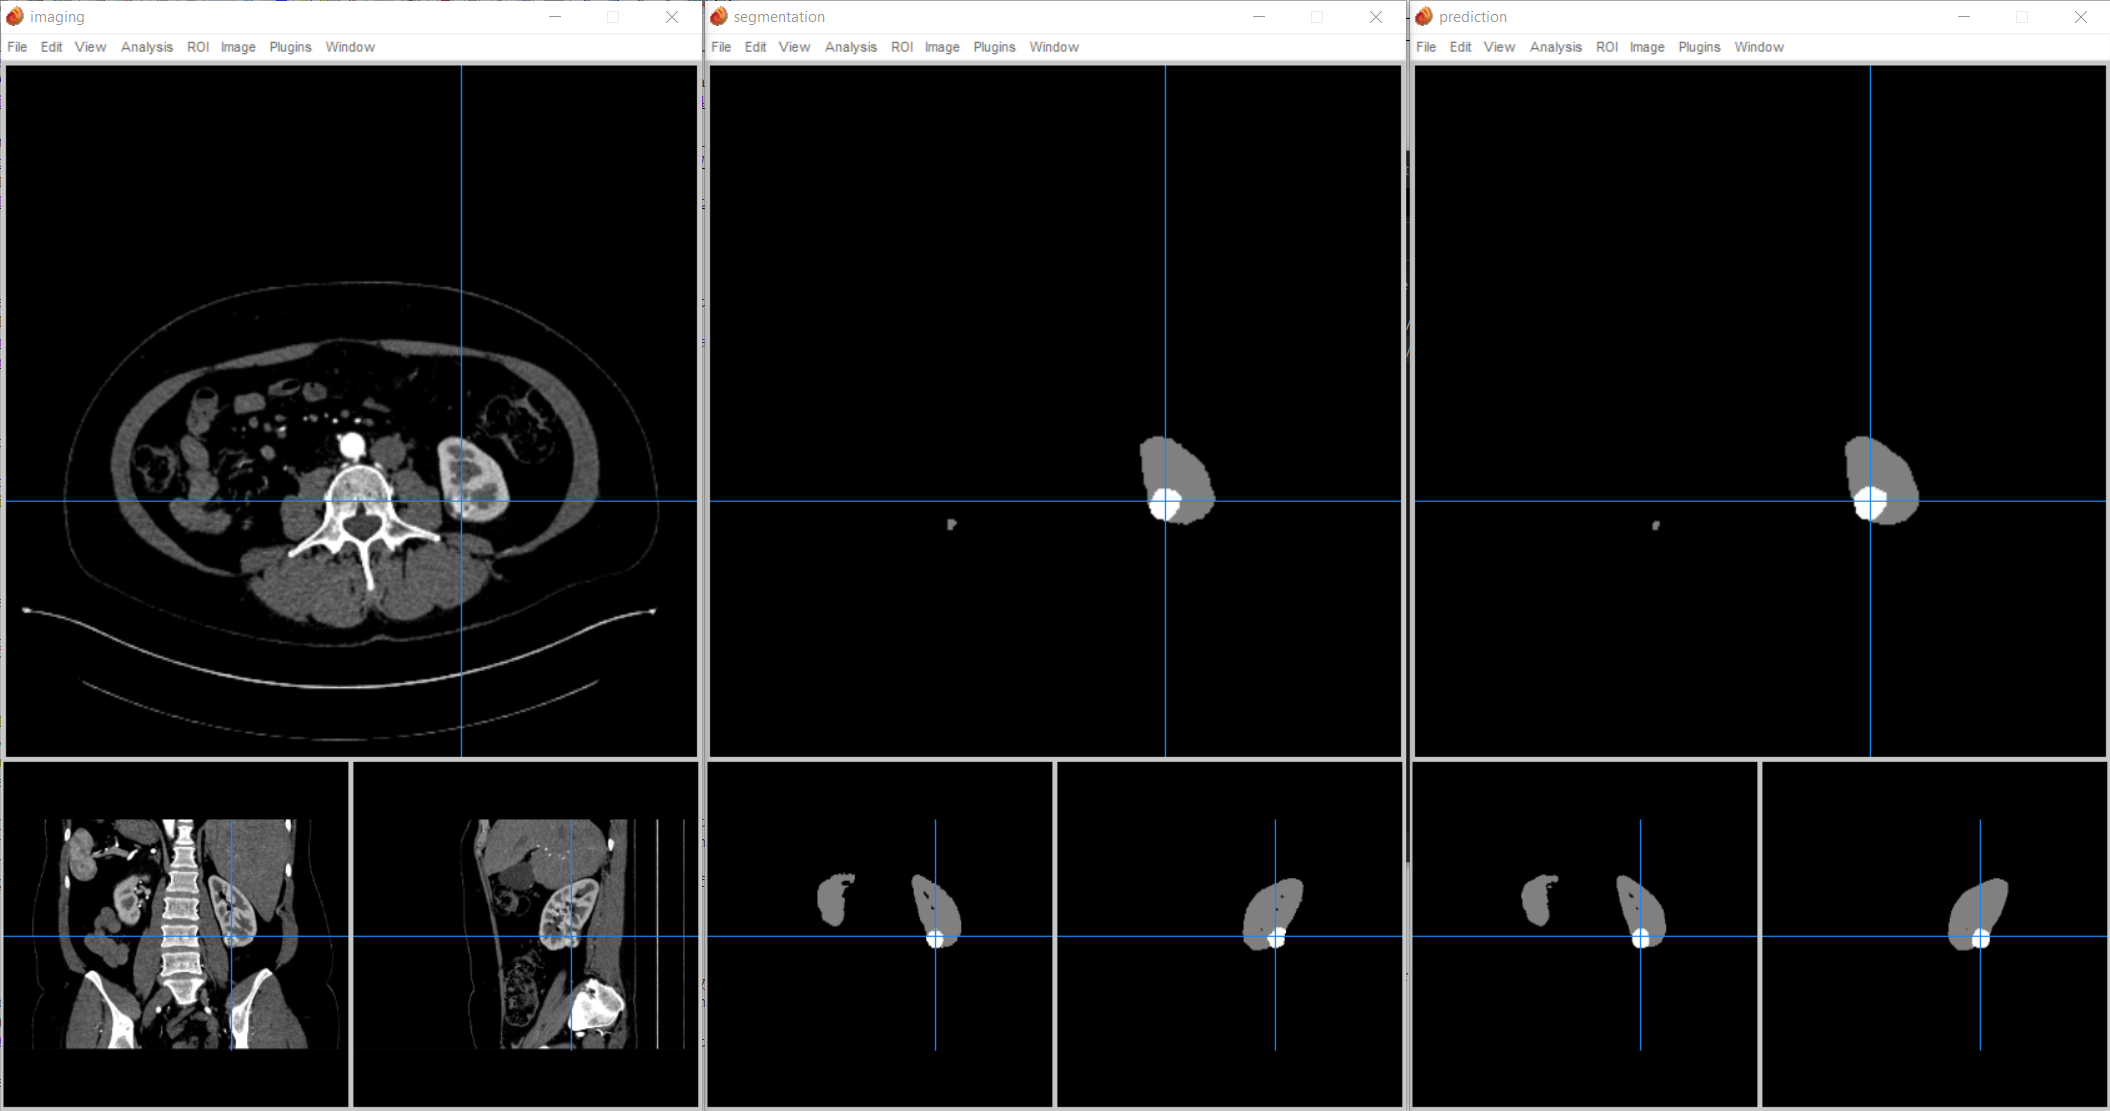 imaging
File Edit View Analysis ROI Image Plugins Window
segmentation
File Edit View Analysis ROI Image Plugins Window
prediction
File Edit View Analysis ROI Image Plugins Window